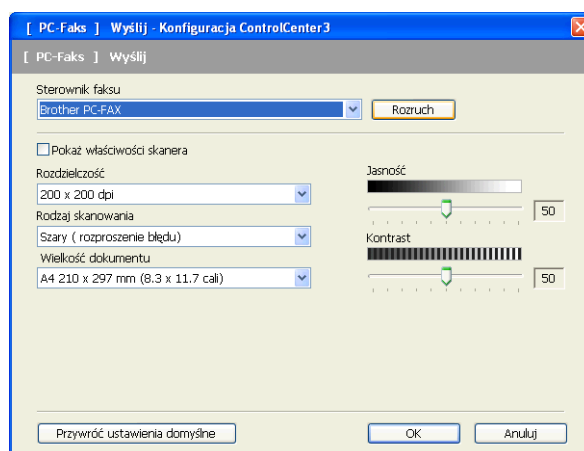 [ PC-Faks ] Wyślij - Konfiguracja ControlCenter3
[ PC-Faks ] Wyślij
Sterownik faksu
Brother PC-FAX
Rozruch
Pokaż właściwości skanera
Rozdzielczość
Jasność
200 x 200 dpi
50
Rodzaj skanowania
Kontrast
Szary ( rozproszenie błędu)
Wielkość dokumentu
A4 210 x 297 mm (8.3 x 11.7 cali)
50
Przywróć ustawienia domyślne
OK
Anuluj